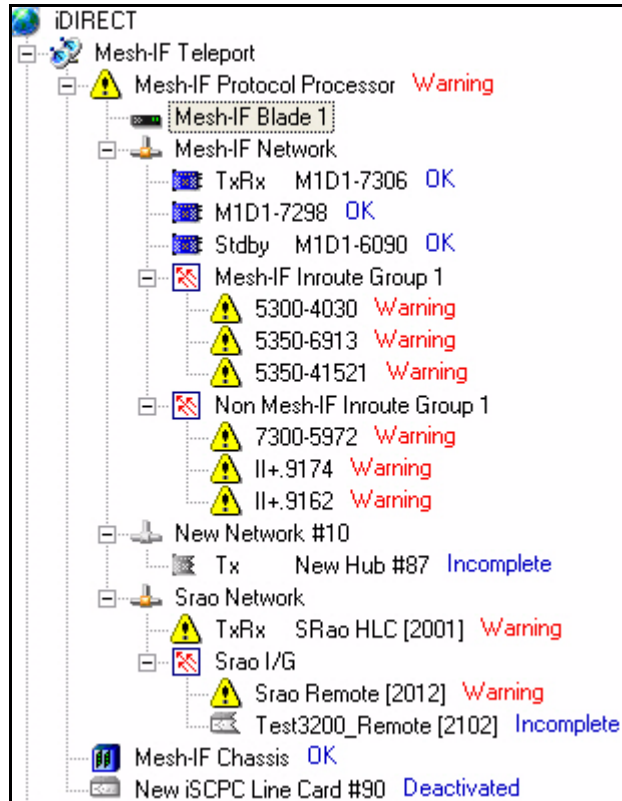 iDIRECT
Mesh-IF Teleport
Mesh-IF Protocol Processor Warning
Mesh-IF Blade 1
Mesh-IF Network
TxRx M1D1-7306 OK
M1D1-7298 OK
Stdby M1D1-6090 OK
Mesh-IF Inroute Group 1
5300-4030 Warning
5350-6913 Warning
5350-41521 Warning
Non Mesh-IF Inroute Group 1
7300-5972 Warning
II+.9174 Warning
II+.9162 Warning
New Network #10
Tx New Hub #87 Incomplete
Srao Network
TxRx SRao HLC [2001] Warning
Srao I/G
Srao Remote [2012] Warning
Test3200_Remote [2102] Incomplete
Mesh-IF Chassis OK
New iSCPC Line Card #90 Deactivated